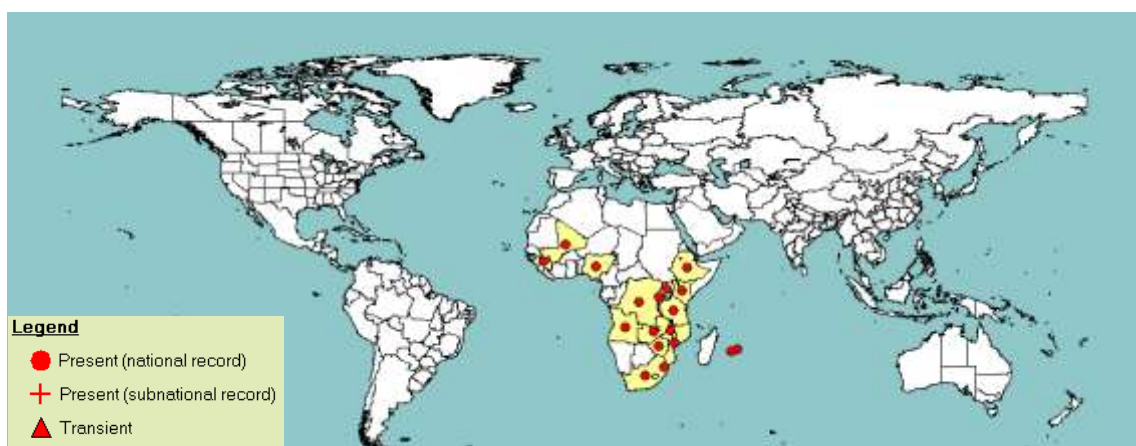 Legend
Present (national record)
Present (subnational record)
Transient